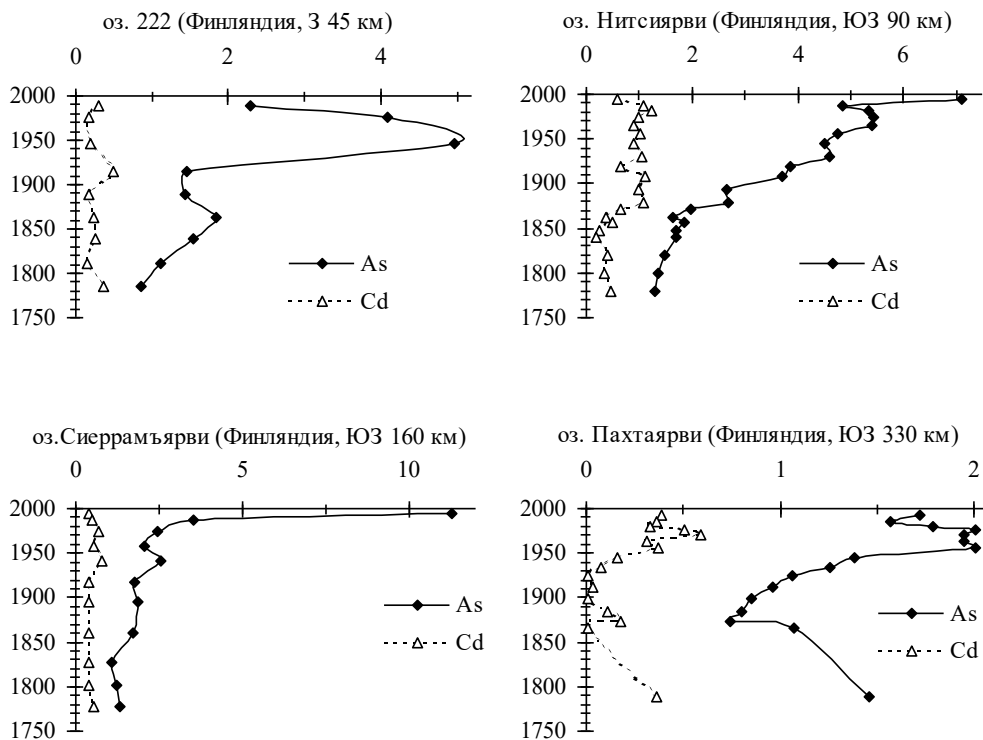 оз. 222 (Финляндия, З 45 км)
0 2 4
2000
1950
1900
1850
1800
1750
As
Cd
оз. Нитсиярви (Финляндия, ЮЗ 90 км)
0 2 4 6
2000
1950
1900
1850
1800
1750
As
Cd
оз.Сиеррамъярви (Финляндия, ЮЗ 160 км)
0 5 10
2000
1950
1900
1850
1800
1750
As
Cd
оз. Пахтаярви (Финляндия, ЮЗ 330 км)
0 1 2
2000
1950
1900
1850
1800
1750
As
Cd